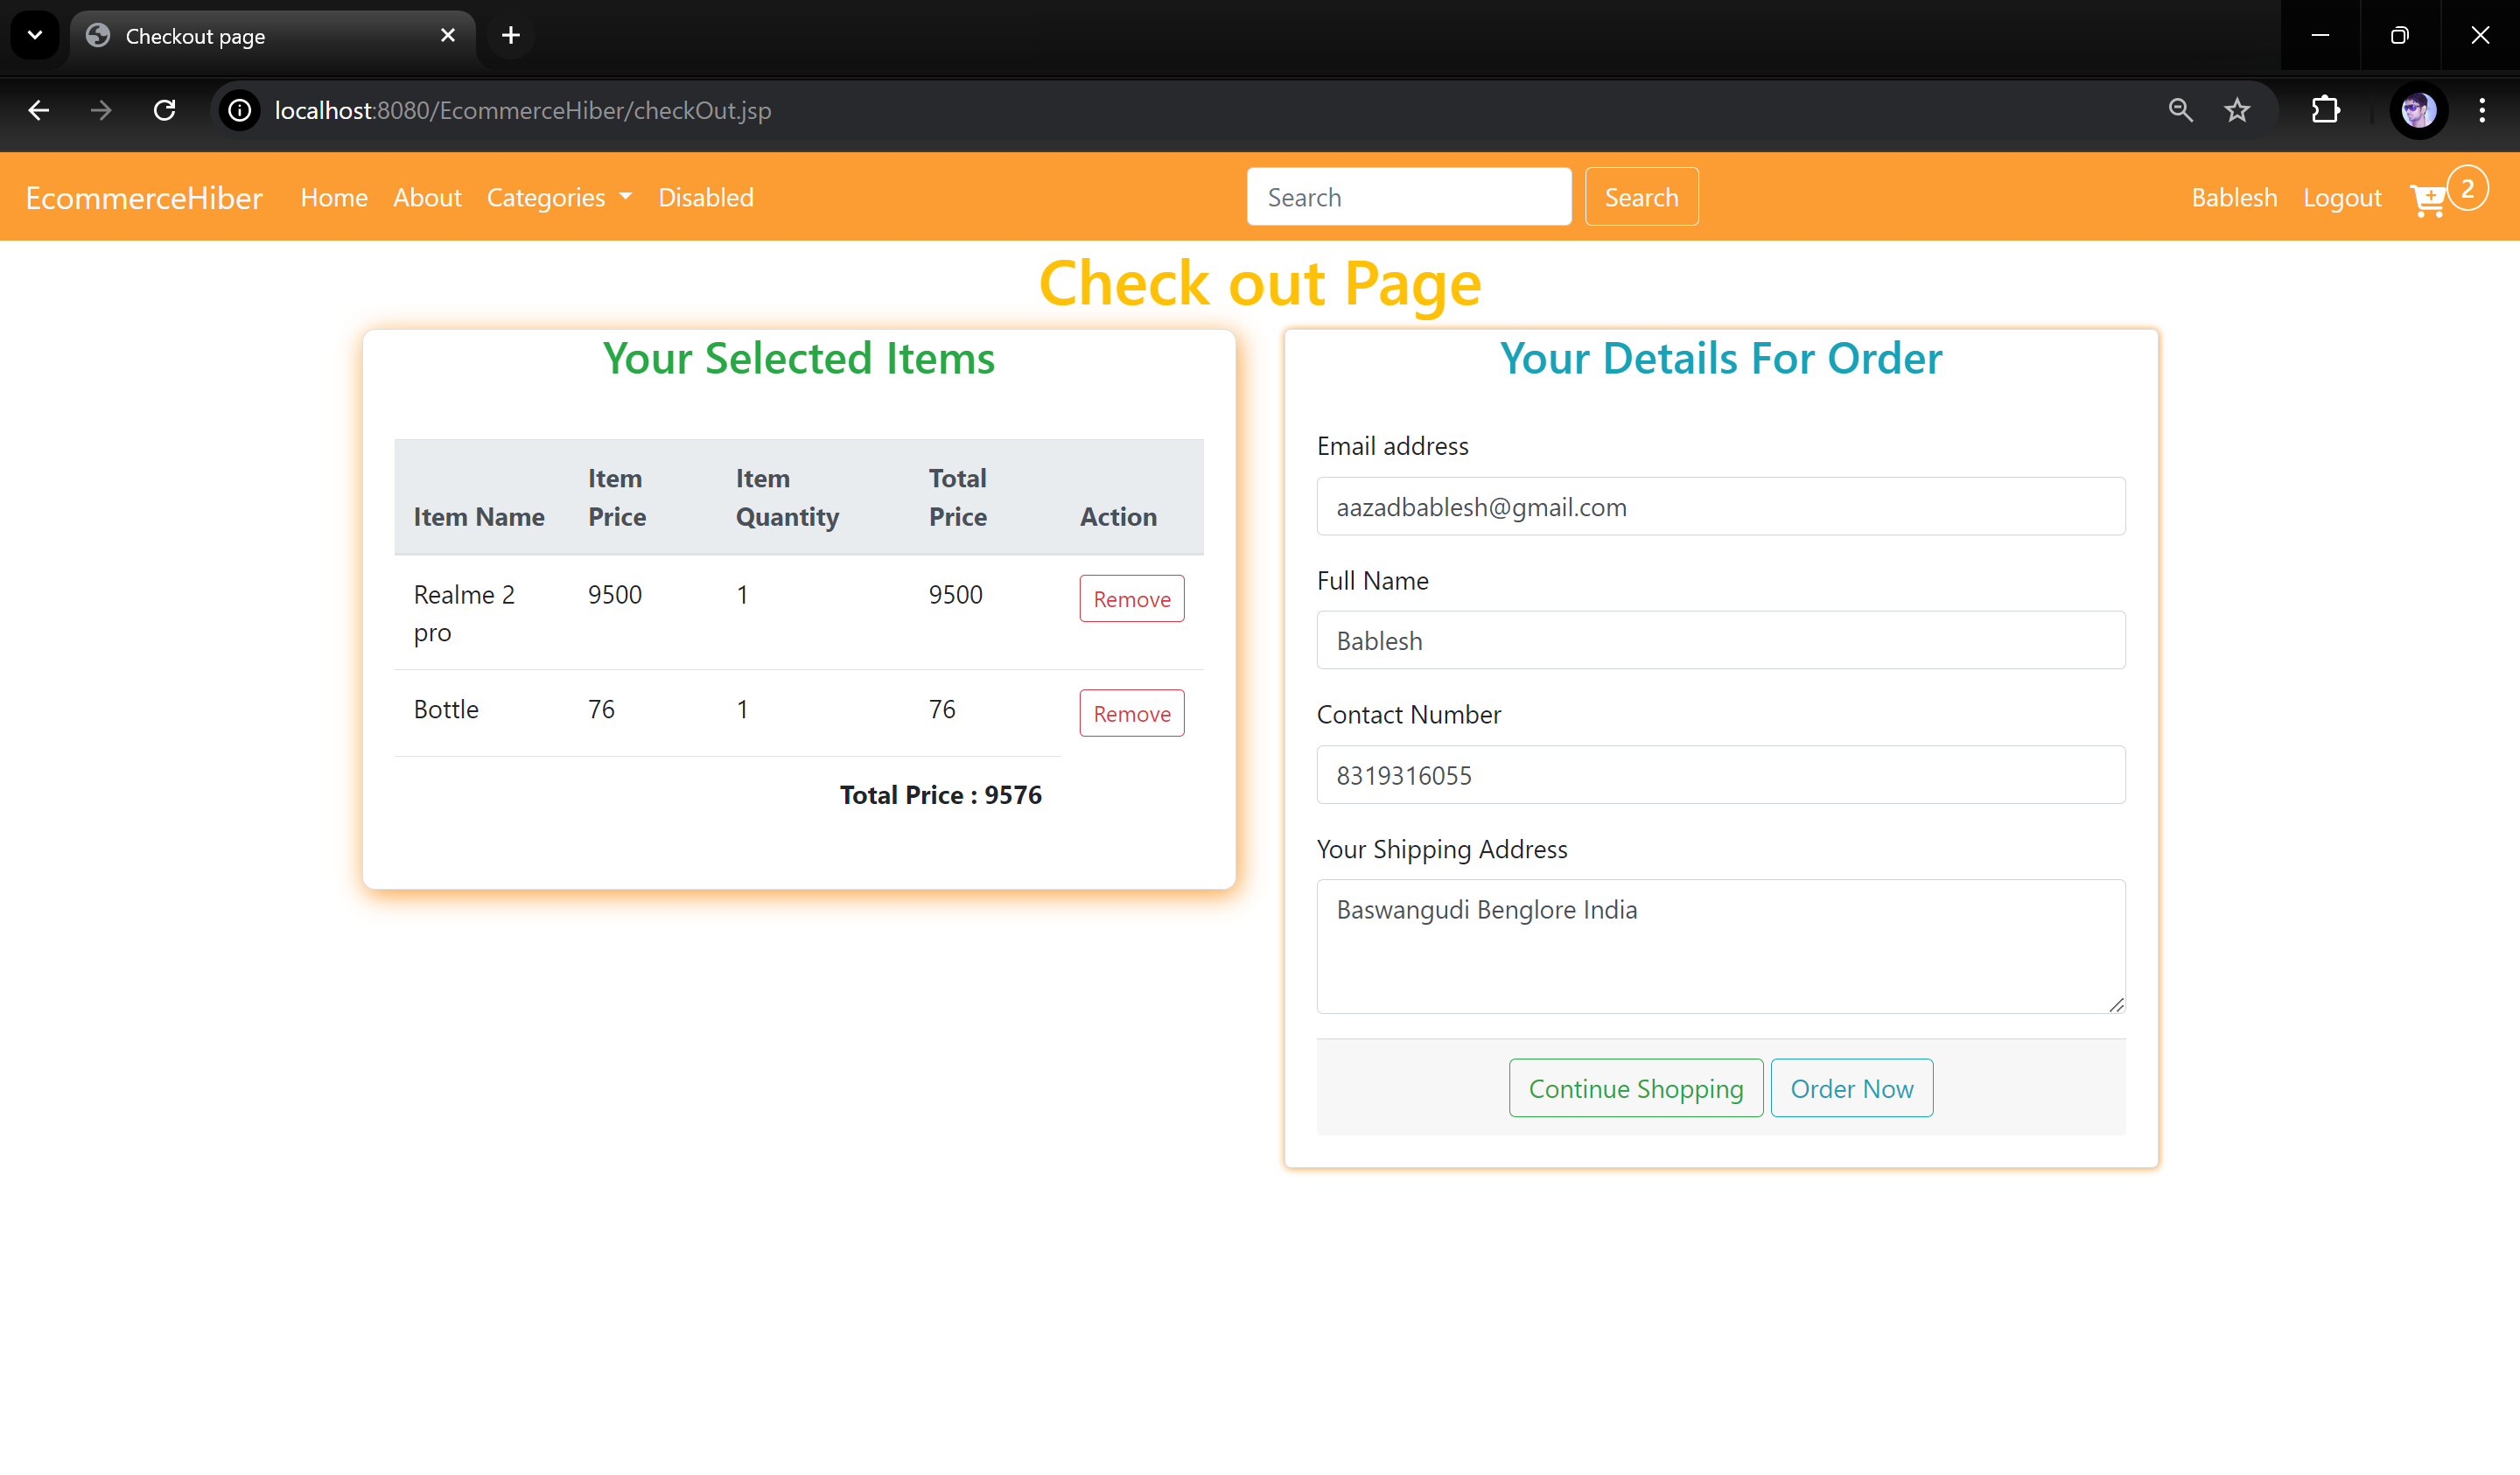 Checkout page
localhost:8080/EcommerceHiber/checkOut.jsp
EcommerceHiber Home About Categories Disabled Search Search Bablesh Logout 2
Check out Page
Your Selected Items
Item Name Item Price Item Quantity Total Price Action
Realme 2 pro 9500 1 9500 Remove
Bottle 76 1 76 Remove
Total Price : 9576
Your Details For Order
Email address
aazadbablesh@gmail.com
Full Name
Bablesh
Contact Number
8319316055
Your Shipping Address
Baswangudi Benglore India
Continue Shopping Order Now